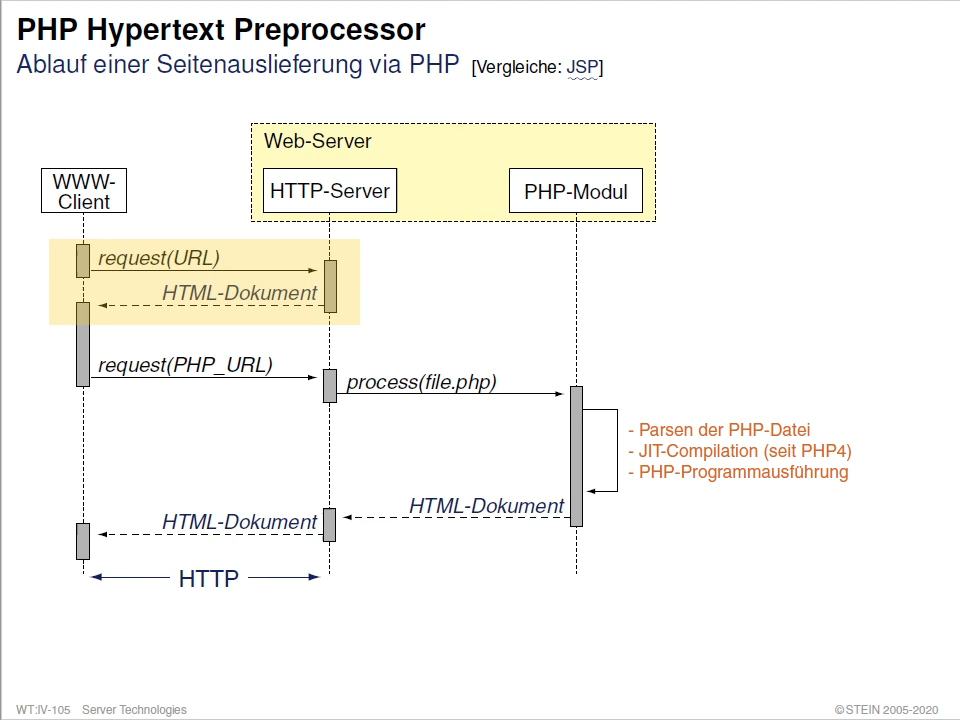 PHP Hypertext Preprocessor
Ablauf einer Seitenauslieferung via PHP [Vergleiche: JSP]
Web-Server
WWW-
Client
HTTP-Server
PHP-Modul
request(URL)
HTML-Dokument
request(PHP_URL)
process(file.php)
- Parsen der PHP-Datei
- JIT-Compilation (seit PHP4)
- PHP-Programmausführung
HTML-Dokument
HTML-Dokument
HTTP
WT:IV-105 Server Technologies
© STEIN 2005-2020